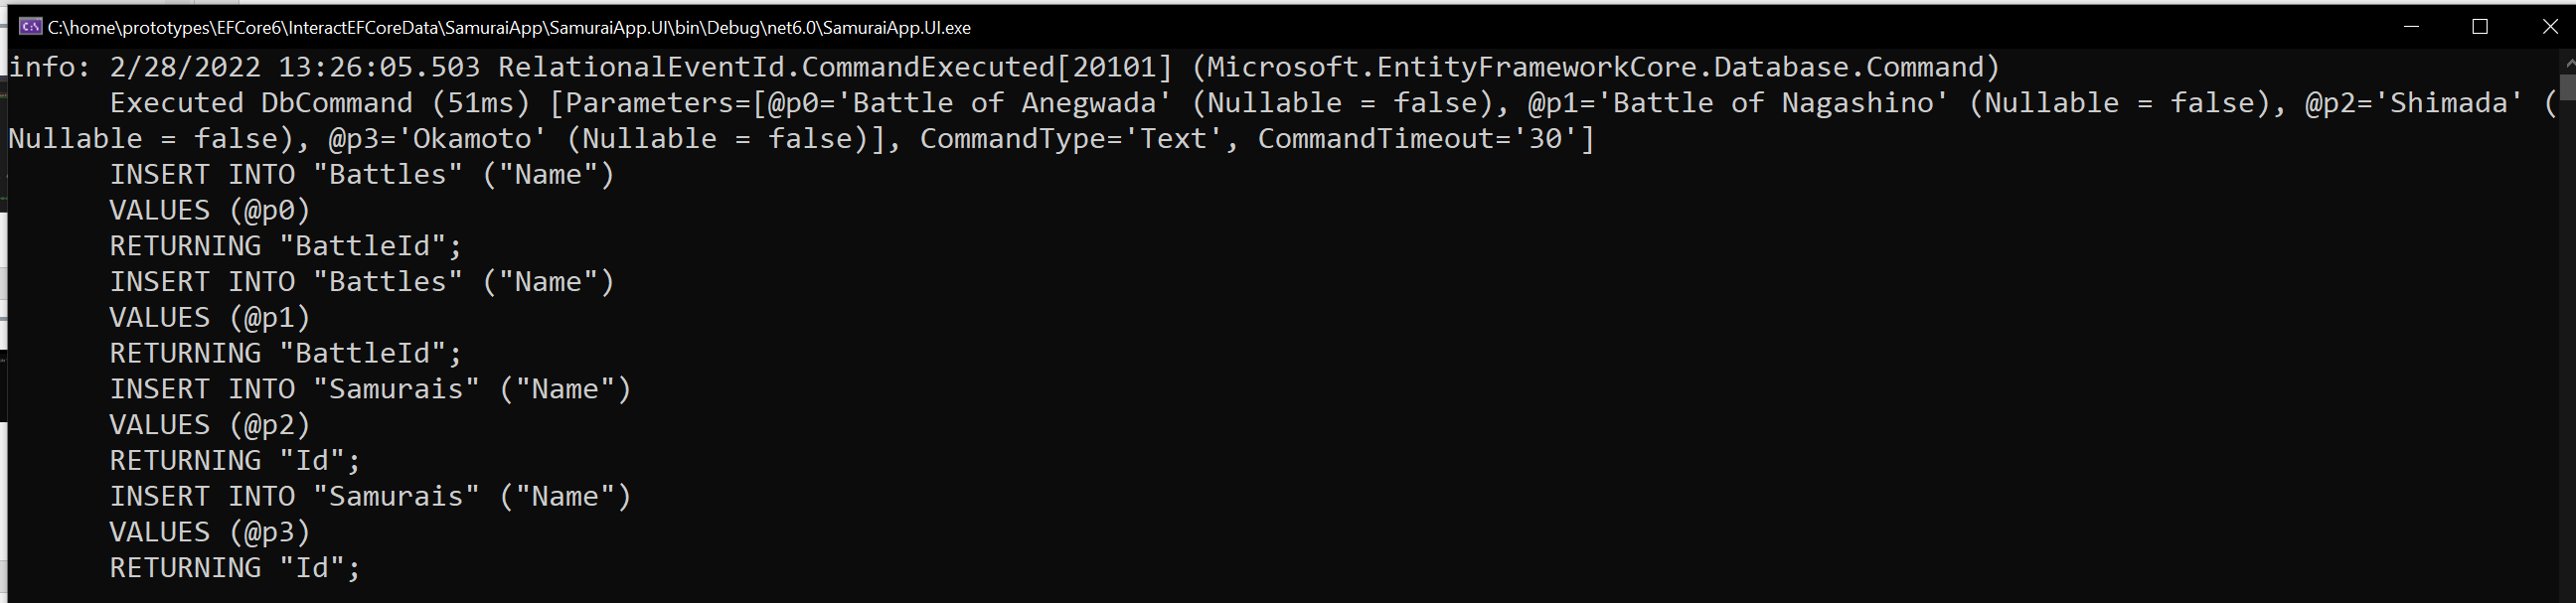 C:\home\prototypes\EFCore6\InteractEFCoreData\SamuraiApp\SamuraiApp.UI\bin\Debug\net6.0\SamuraiApp.UI.exe
info: 2/28/2022 13:26:05.503 RelationalEventId.CommandExecuted[20101] (Microsoft.EntityFrameworkCore.Database.Command)
      Executed DbCommand (51ms) [Parameters=[@p0='Battle of Anegwada' (Nullable = false), @p1='Battle of Nagashino' (Nullable = false), @p2='Shimada' (
Nullable = false), @p3='Okamoto' (Nullable = false)], CommandType='Text', CommandTimeout='30']
      INSERT INTO "Battles" ("Name")
      VALUES (@p0)
      RETURNING "BattleId";
      INSERT INTO "Battles" ("Name")
      VALUES (@p1)
      RETURNING "BattleId";
      INSERT INTO "Samurais" ("Name")
      VALUES (@p2)
      RETURNING "Id";
      INSERT INTO "Samurais" ("Name")
      VALUES (@p3)
      RETURNING "Id";